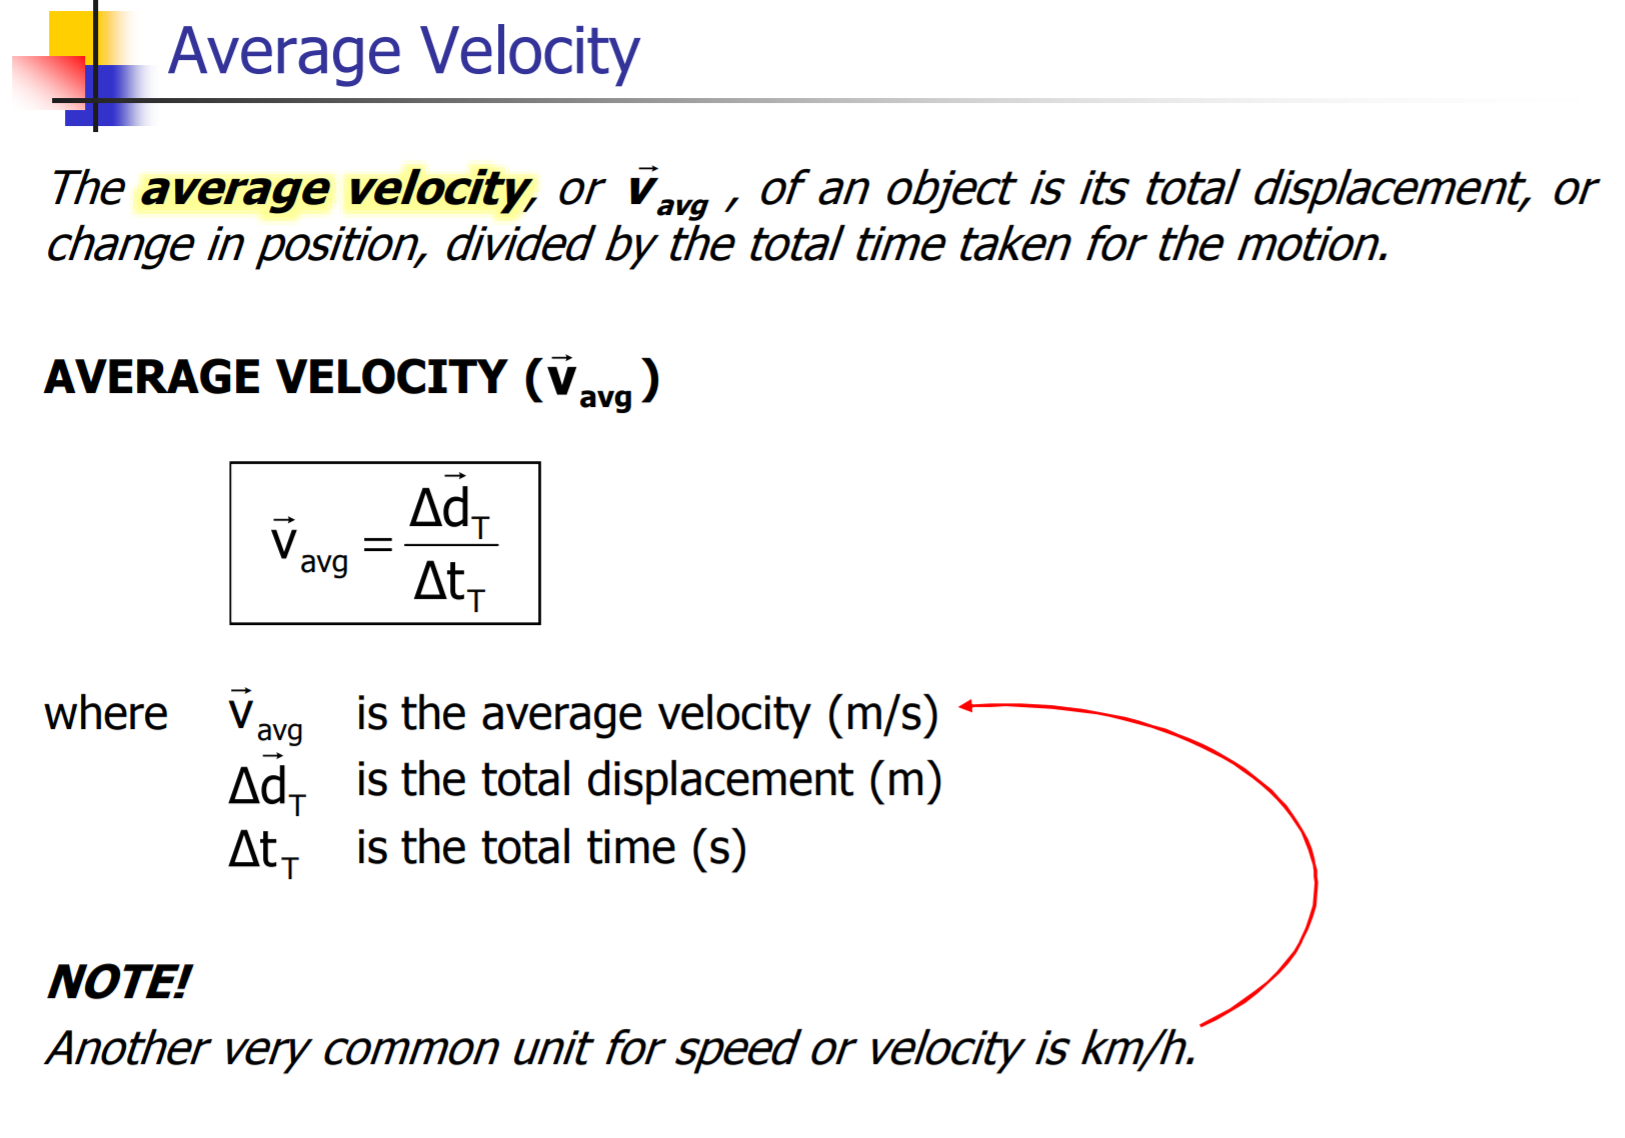 Average Velocity
The average velocity, or v⃗avg , of an object is its total displacement, or
change in position, divided by the total time taken for the motion.
AVERAGE VELOCITY (v⃗avg )
v⃗avg = Δd⃗T / ΔtT
where v⃗avg is the average velocity (m/s)
Δd⃗T is the total displacement (m)
ΔtT is the total time (s)
NOTE!
Another very common unit for speed or velocity is km/h.